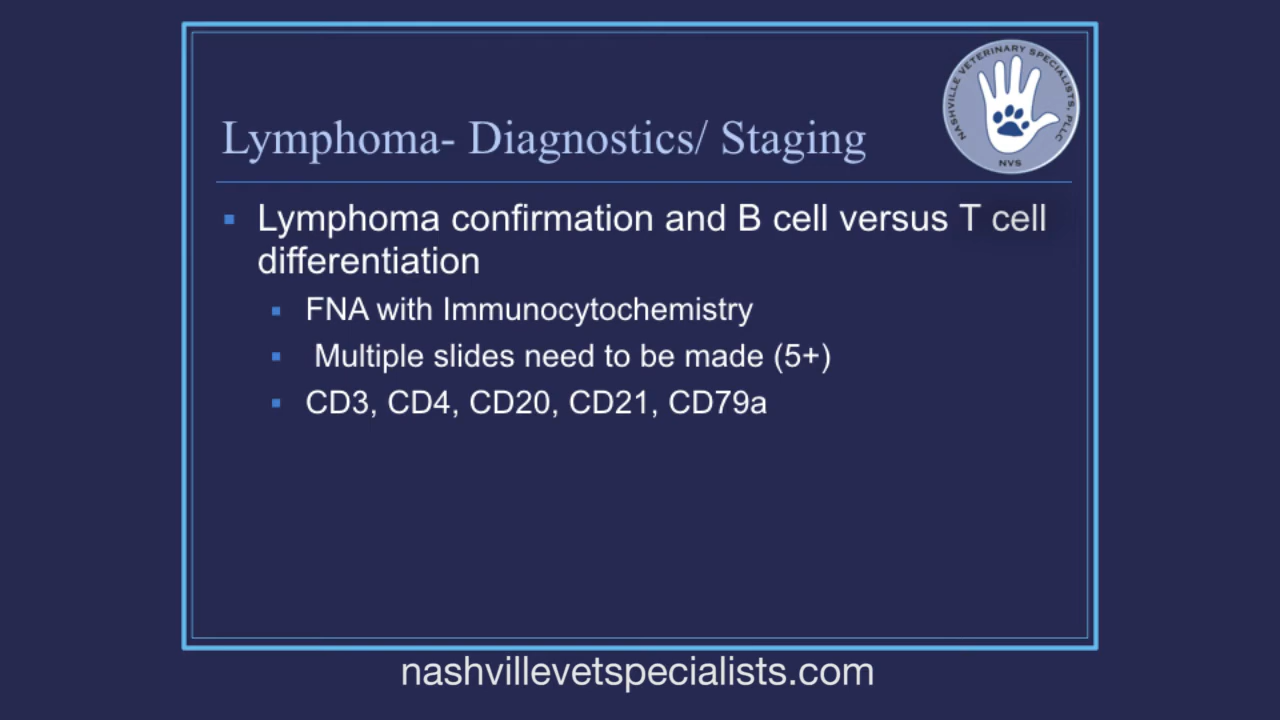 NASHVILLE VETERINARY SPECIALISTS, PLLC
NVS
Lymphoma- Diagnostics/ Staging
Lymphoma confirmation and B cell versus T cell
differentiation
FNA with Immunocytochemistry
Multiple slides need to be made (5+)
CD3, CD4, CD20, CD21, CD79a
nashvillevetspecialists.com